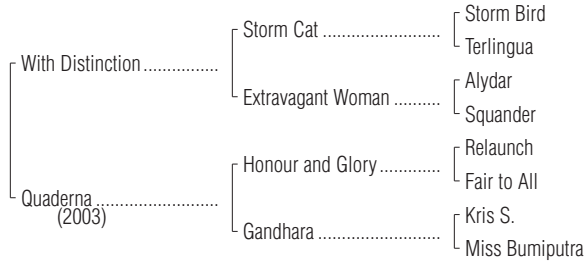 Storm Bird
Storm Cat ........................
Terlingua
With Distinction ...............
Alydar
Extravagant Woman .........
Squander
Relaunch
Honour and Glory ............
Fair to All
Quaderna .........................
(2003)
Kris S.
Gandhara .........................
Miss Bumiputra